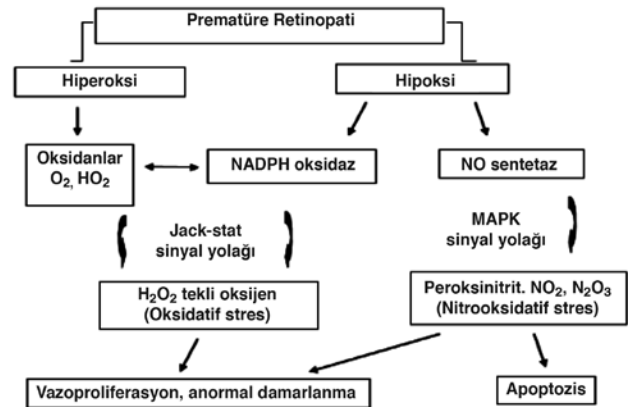 Prematüre Retinopati
Hiperoksi
Hipoksi
Oksidanlar
O₂, HO₂
NADPH oksidaz
NO sentetaz
Jack-stat
sinyal yolağı
MAPK
sinyal yolağı
H₂O₂ tekli oksijen
(Oksidatif stres)
Peroksinitrit. NO₂, N₂O₃
(Nitrooksidatif stres)
Vazoproliferasyon, anormal damarlanma
Apoptozis